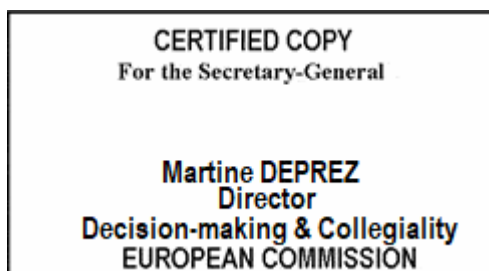 CERTIFIED COPY
For the Secretary-General
Martine DEPREZ
Director
Decision-making & Collegiality
EUROPEAN COMMISSION